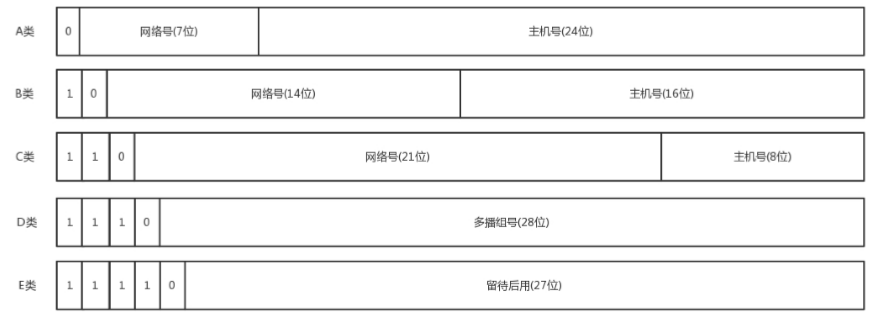 A类 0 网络号(7位) 主机号(24位)
B类 1 0 网络号(14位) 主机号(16位)
C类 1 1 0 网络号(21位) 主机号(8位)
D类 1 1 1 0 多播组号(28位)
E类 1 1 1 1 0 留待后用(27位)